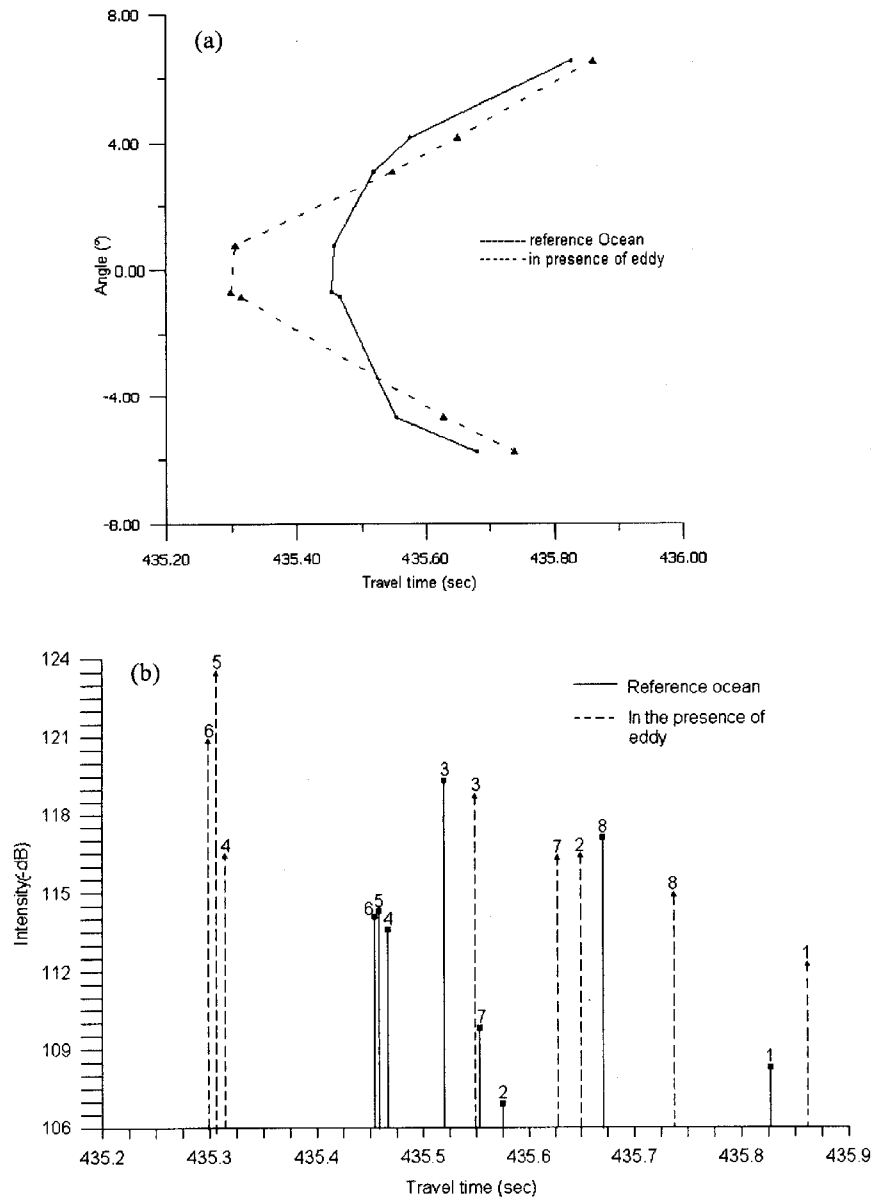 8.00
(a)
4.00
Angle (°)
0.00
reference Ocean
in presence of eddy
-4.00
-8.00
435.20 435.40 435.60 435.80 436.00
Travel time (sec)
124
(b)
5
Reference ocean
In the presence of
eddy
121
6
3
3
118
8
4
7
2
Intensity(-dB)
115
8
6
5
4
112
1
7
109
1
2
106
435.2 435.3 435.4 435.5 435.6 435.7 435.8 435.9
Travel time (sec)